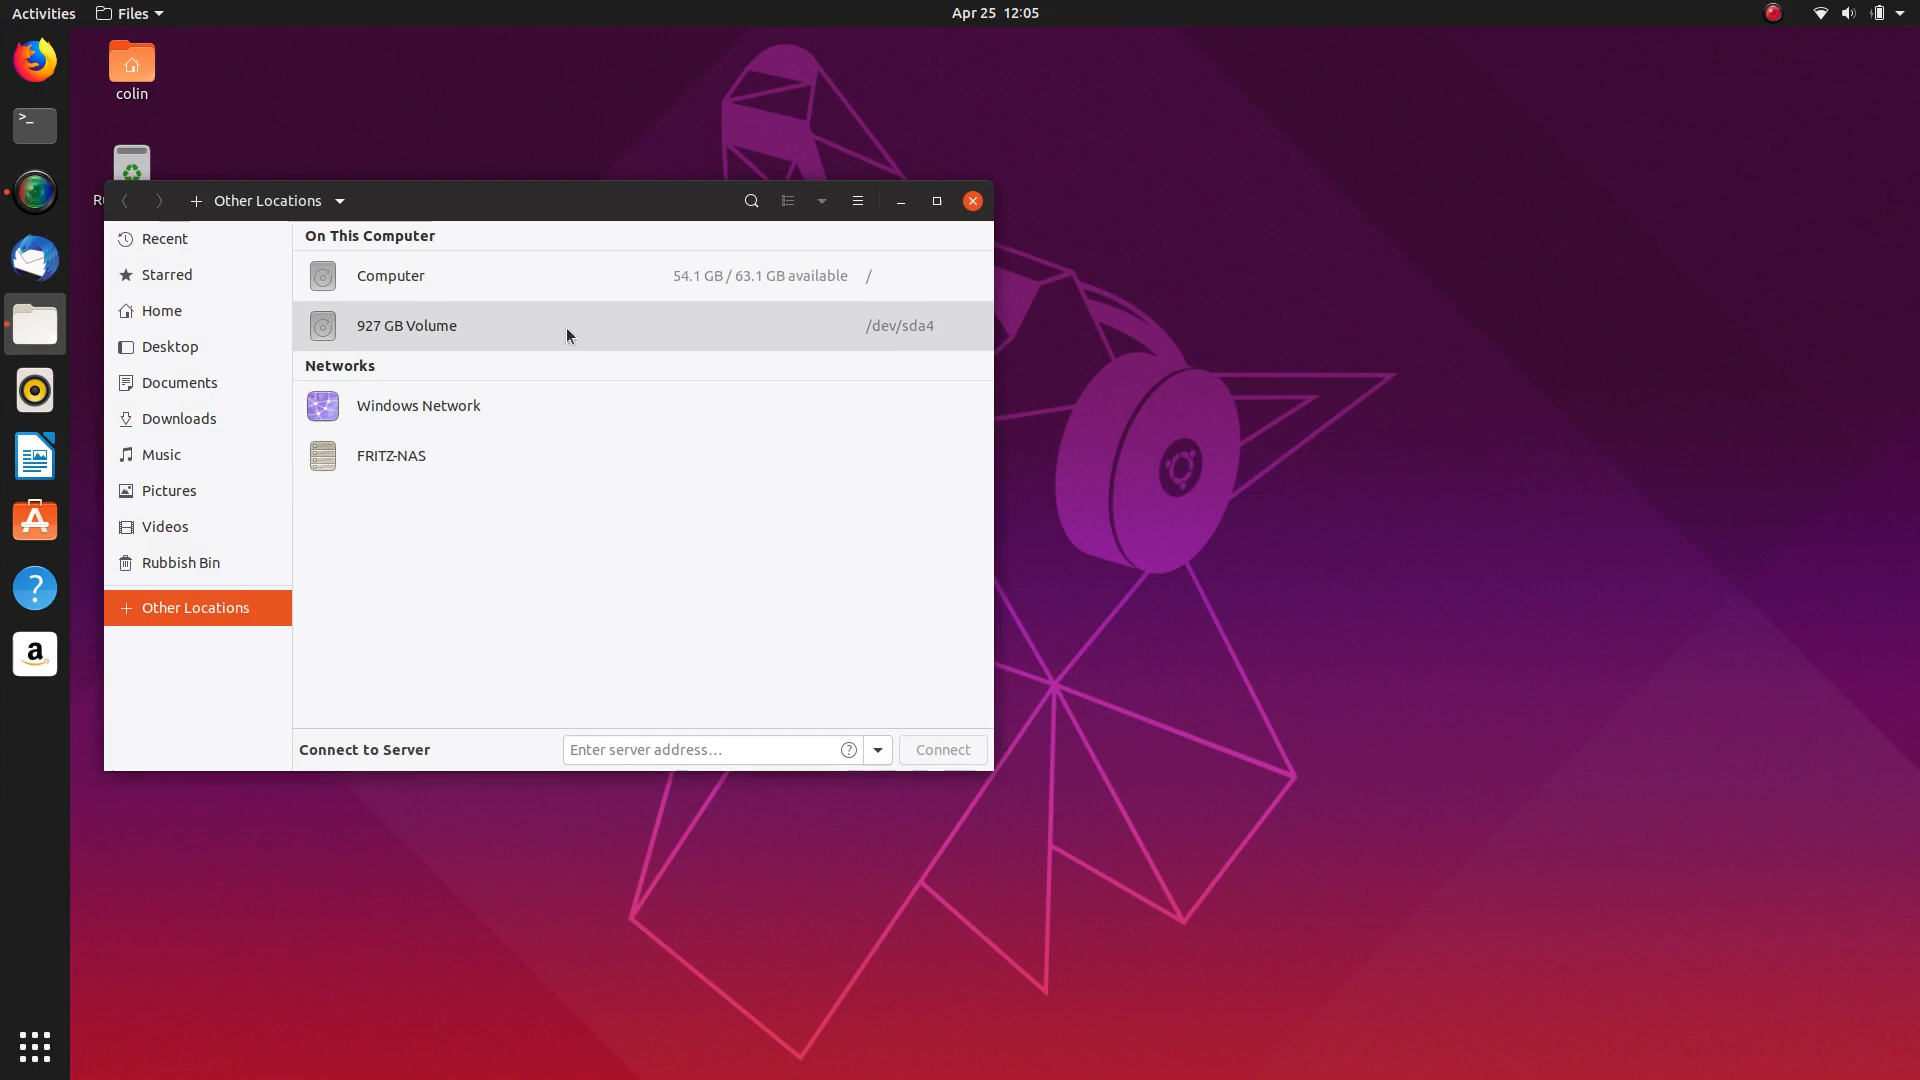 Activities Files Apr 25 12:05
colin
>_
Other Locations
Recent
Starred
Home
Desktop
Documents
Downloads
Music
Pictures
Videos
Rubbish Bin
Other Locations
On This Computer
Computer 54.1 GB / 63.1 GB available /
927 GB Volume /dev/sda4
Networks
Windows Network
FRITZ-NAS
Connect to Server Enter server address… ? Connect
?
a